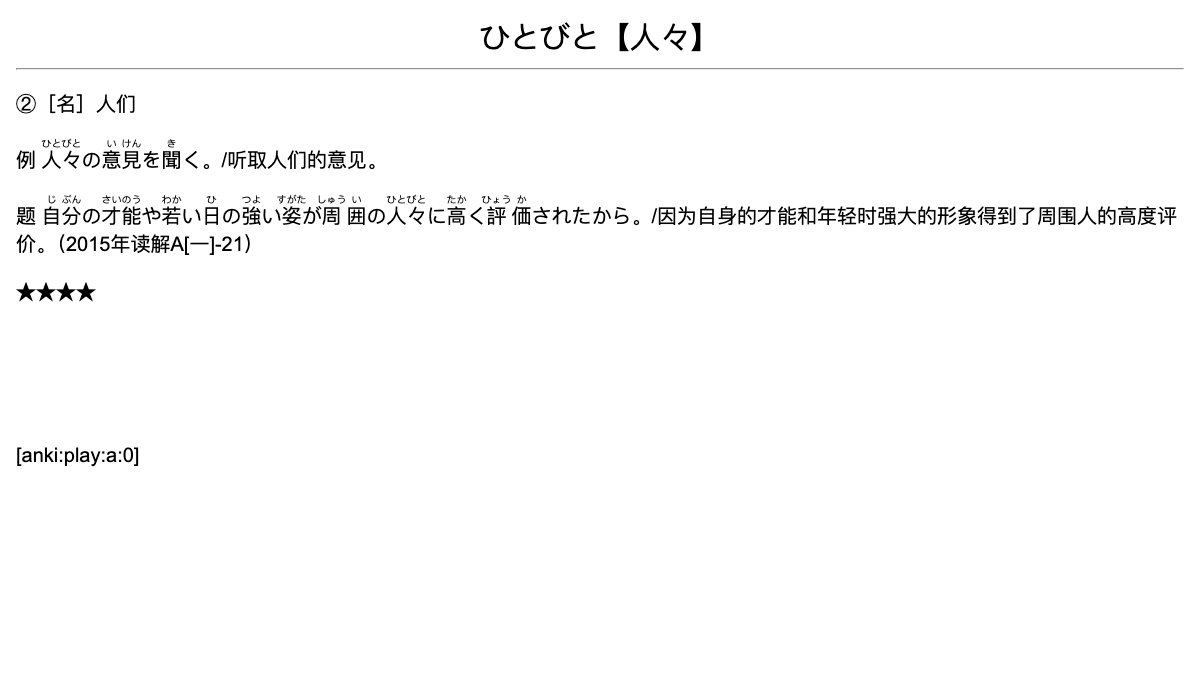 ひとびと【人々】
②［名］人们
ひとびと い けん き
例 人々の意見を聞く。/听取人们的意见。
じ ぶん さいのう わか ひ つよ すがた しゅう い ひとびと たか ひょう か
题 自分の才能や若い日の強い姿が周 囲の人々に高く評 価されたから。/因为自身的才能和年轻时强大的形象得到了周围人的高度评
价。（2015年读解A[一]-21）
★★★★
[anki:play:a:0]